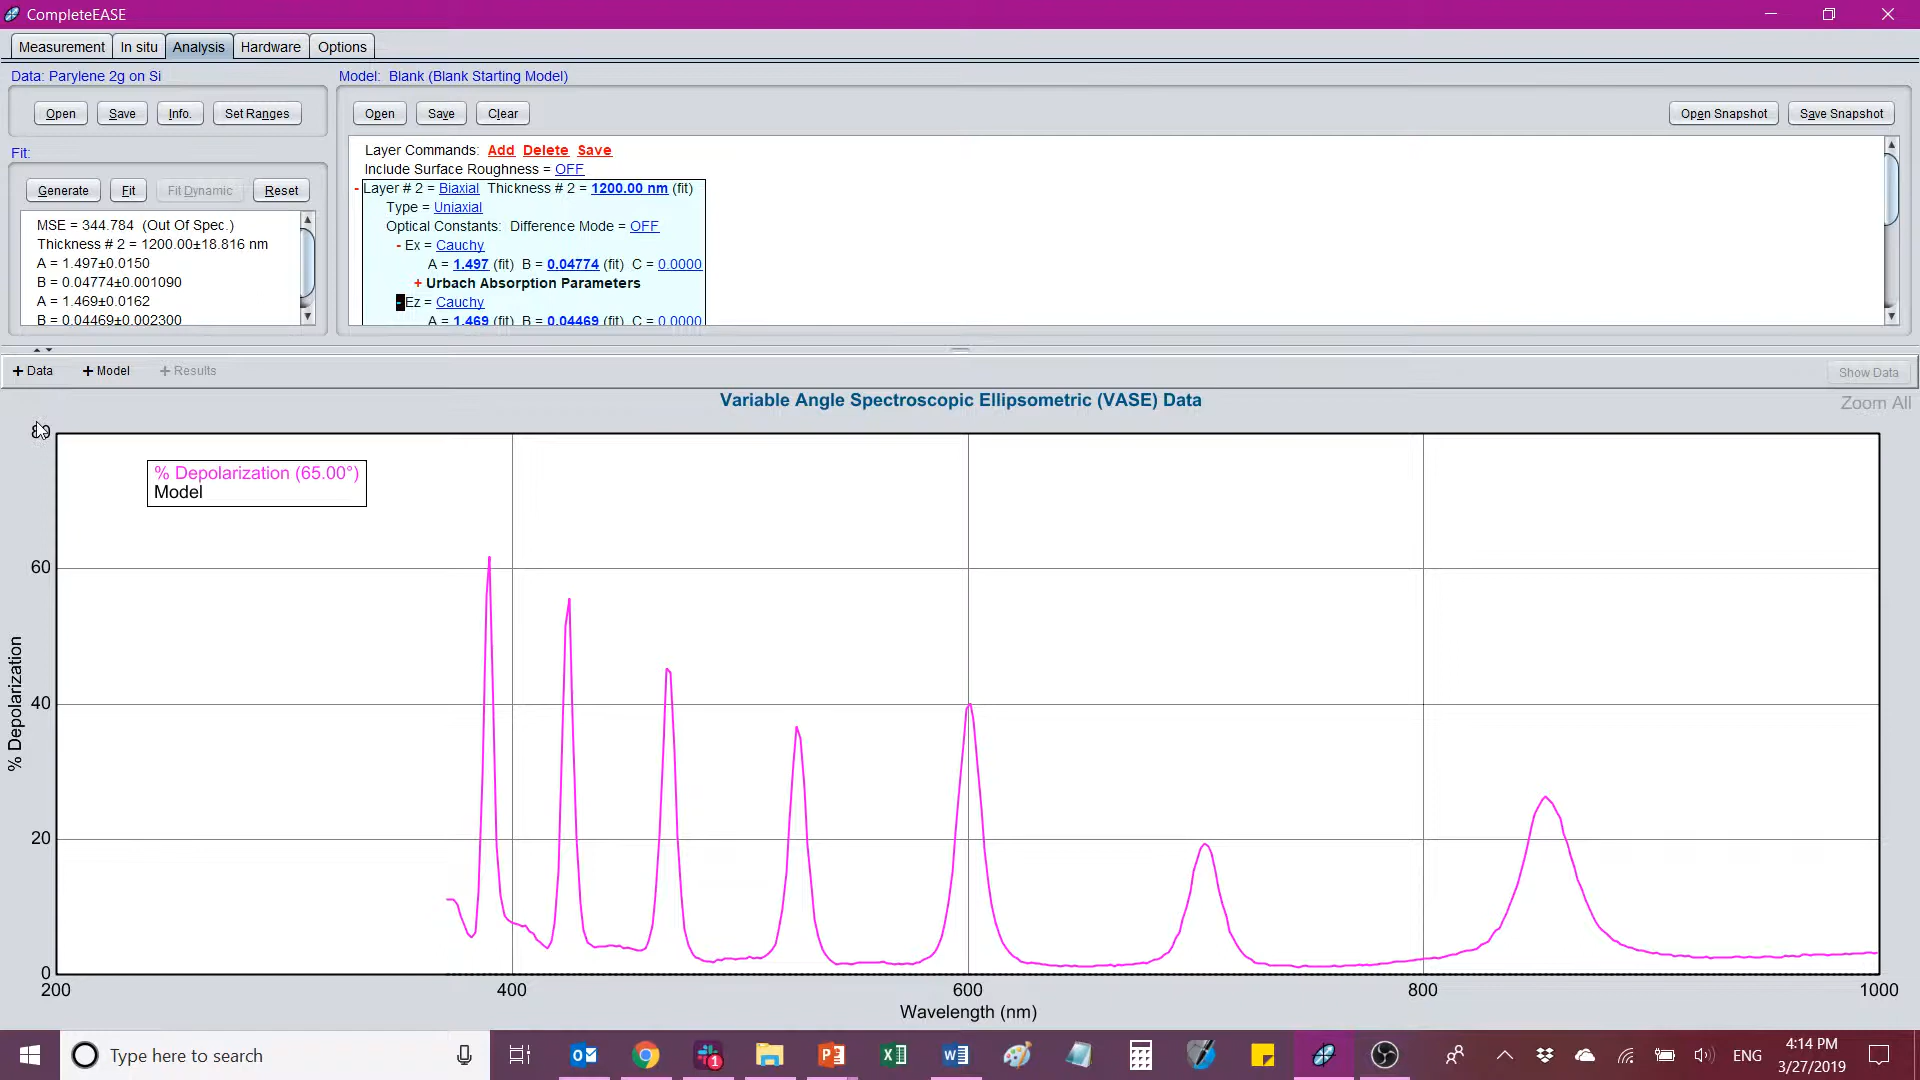 CompleteEASE
Measurement In situ Analysis Hardware Options
Data: Parylene 2g on Si
Open Save Info. Set Ranges
Fit:
Generate Fit Fit Dynamic Reset
MSE = 344.784 (Out Of Spec.)
Thickness # 2 = 1200.00±18.816 nm
A = 1.497±0.0150
B = 0.04774±0.001090
A = 1.469±0.0162
B = 0.04469±0.002300
Model: Blank (Blank Starting Model)
Open Save Clear
Open Snapshot Save Snapshot
Layer Commands: Add Delete Save
Include Surface Roughness = OFF
- Layer # 2 = Biaxial Thickness # 2 = 1200.00 nm (fit)
Type = Uniaxial
Optical Constants: Difference Mode = OFF
- Ex = Cauchy
A = 1.497 (fit) B = 0.04774 (fit) C = 0.0000
+ Urbach Absorption Parameters
- Ez = Cauchy
A = 1.469 (fit) B = 0.04469 (fit) C = 0.0000
+ Data + Model + Results
Show Data
Variable Angle Spectroscopic Ellipsometric (VASE) Data
Zoom All
80
% Depolarization (65.00°)
Model
60
40
20
0
% Depolarization
200 400 600 800 1000
Wavelength (nm)
Type here to search
1
ENG
4:14 PM
3/27/2019